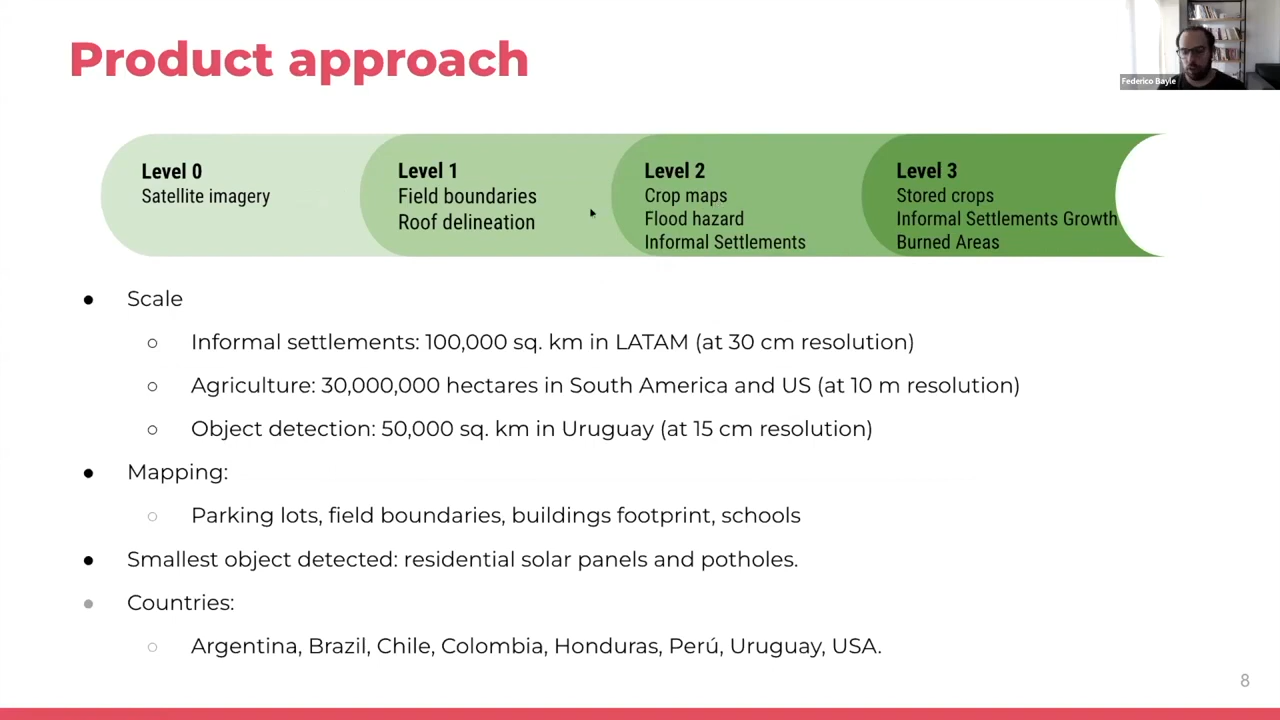 Product approach
Federico Bayle
Level 0
Satellite imagery
Level 1
Field boundaries
Roof delineation
Level 2
Crop maps
Flood hazard
Informal Settlements
Level 3
Stored crops
Informal Settlements Growth
Burned Areas
● Scale
○ Informal settlements: 100,000 sq. km in LATAM (at 30 cm resolution)
○ Agriculture: 30,000,000 hectares in South America and US (at 10 m resolution)
○ Object detection: 50,000 sq. km in Uruguay (at 15 cm resolution)
● Mapping:
○ Parking lots, field boundaries, buildings footprint, schools
● Smallest object detected: residential solar panels and potholes.
● Countries:
○ Argentina, Brazil, Chile, Colombia, Honduras, Perú, Uruguay, USA.
8